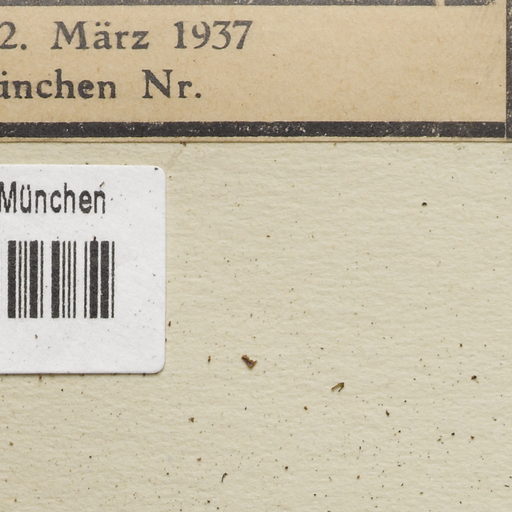 2. März 1937
ünchen Nr.
München